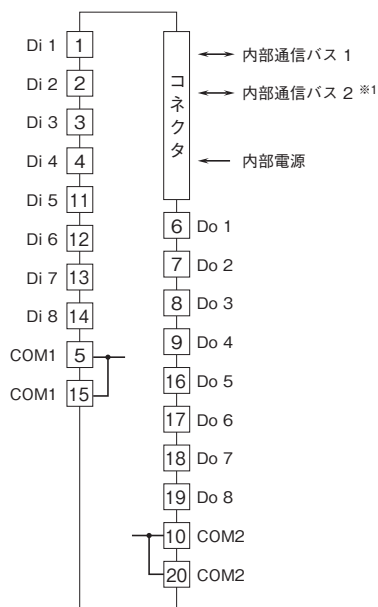 Di 1 1
Di 2 2
Di 3 3
Di 4 4
Di 5 11
Di 6 12
Di 7 13
Di 8 14
COM1 5
COM1 15
コネクタ
内部通信バス 1
内部通信バス 2 ※1
内部電源
6 Do 1
7 Do 2
8 Do 3
9 Do 4
16 Do 5
17 Do 6
18 Do 7
19 Do 8
10 COM2
20 COM2